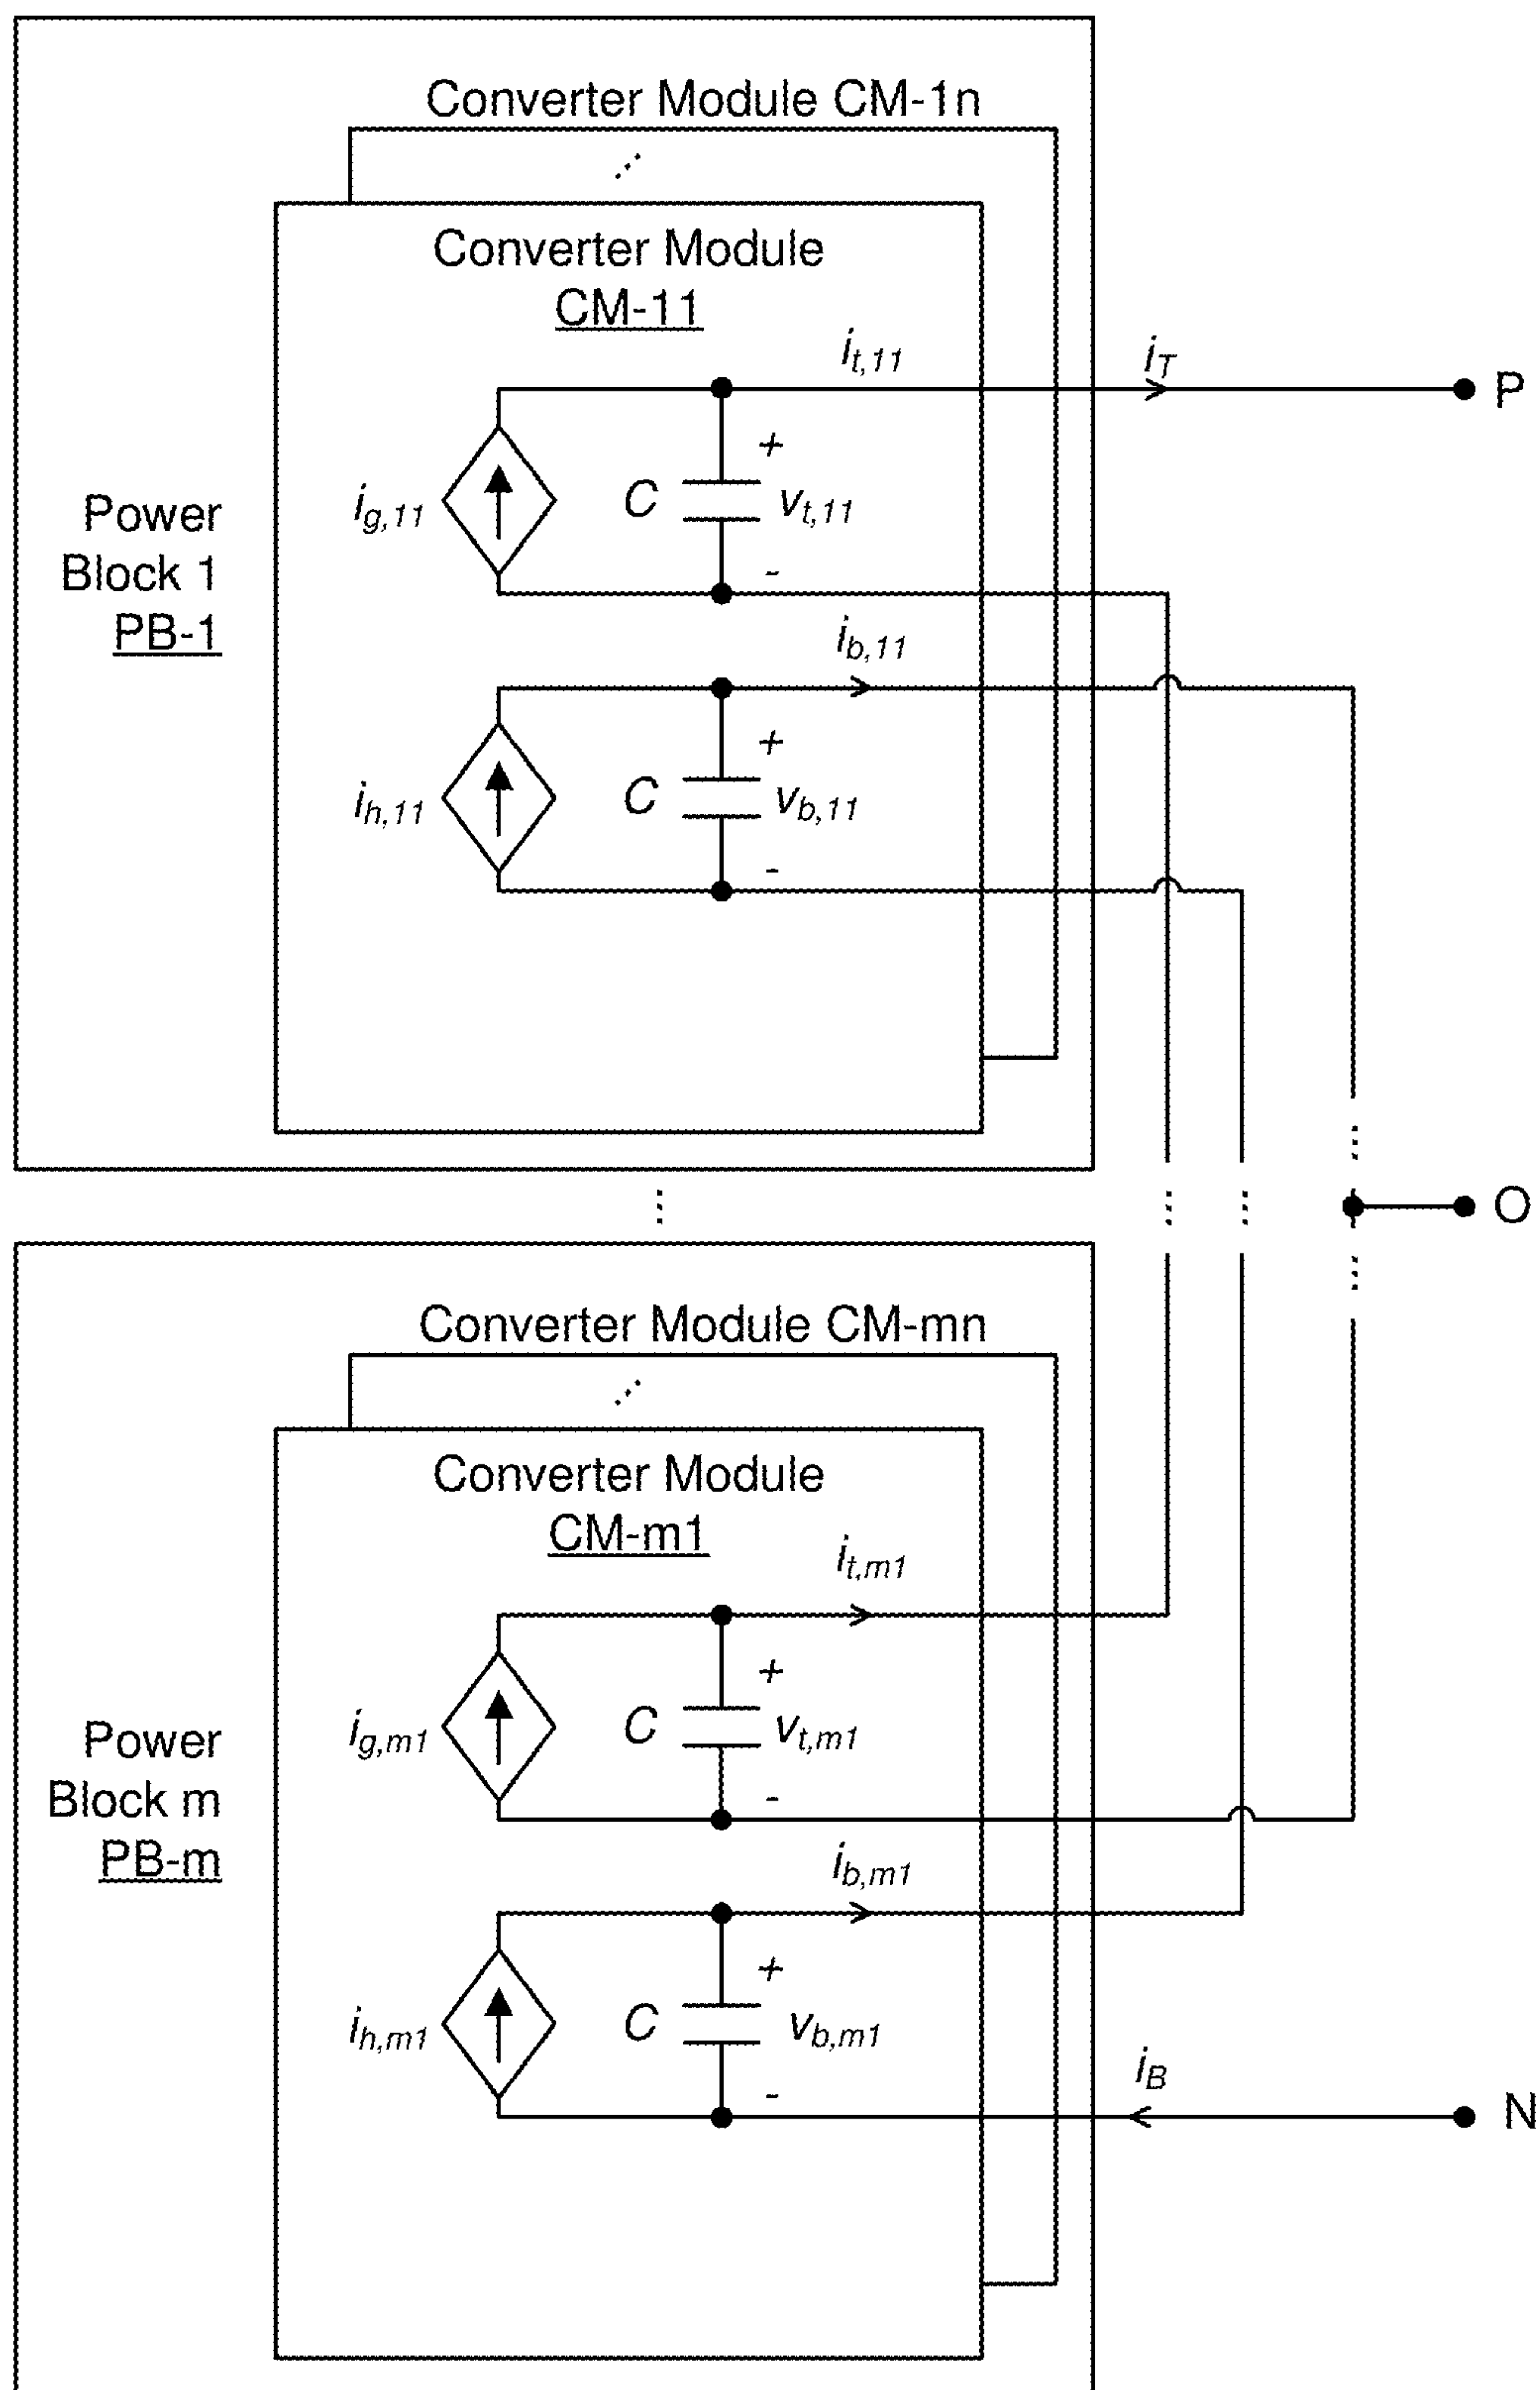 Converter Module CM-1n
Converter Module
CM-11
i_t,11
i_T
P
+
Power
Block 1
PB-1
i_g,11
C
v_t,11
-
i_b,11
+
i_h,11
C
v_b,11
-
O
Converter Module CM-mn
Converter Module
CM-m1
i_t,m1
+
Power
Block m
PB-m
i_g,m1
C
v_t,m1
-
i_b,m1
+
i_h,m1
C
v_b,m1
-
i_B
N